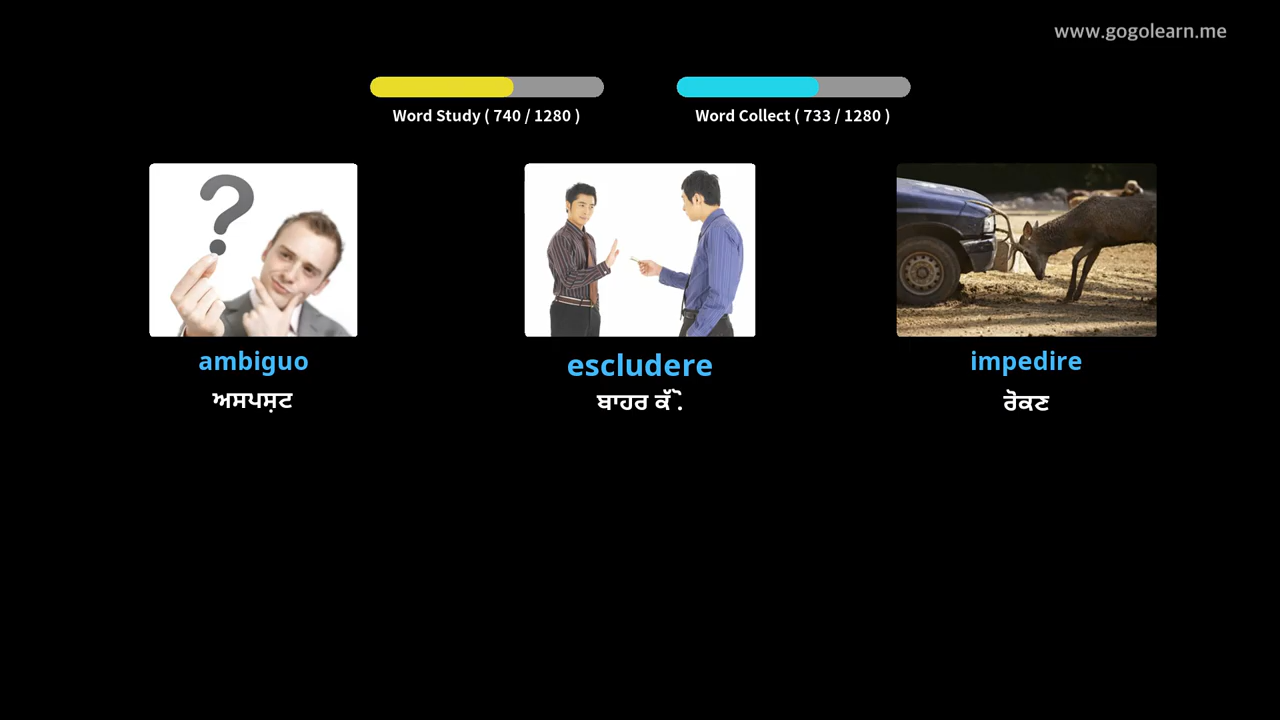 www.gogolearn.me
Word Study ( 740 / 1280 )
Word Collect ( 733 / 1280 )
ambiguo
ਅਸਪਸ਼ਟ
escludere
ਬਾਹਰ
impedire
ਰੋਕਣ